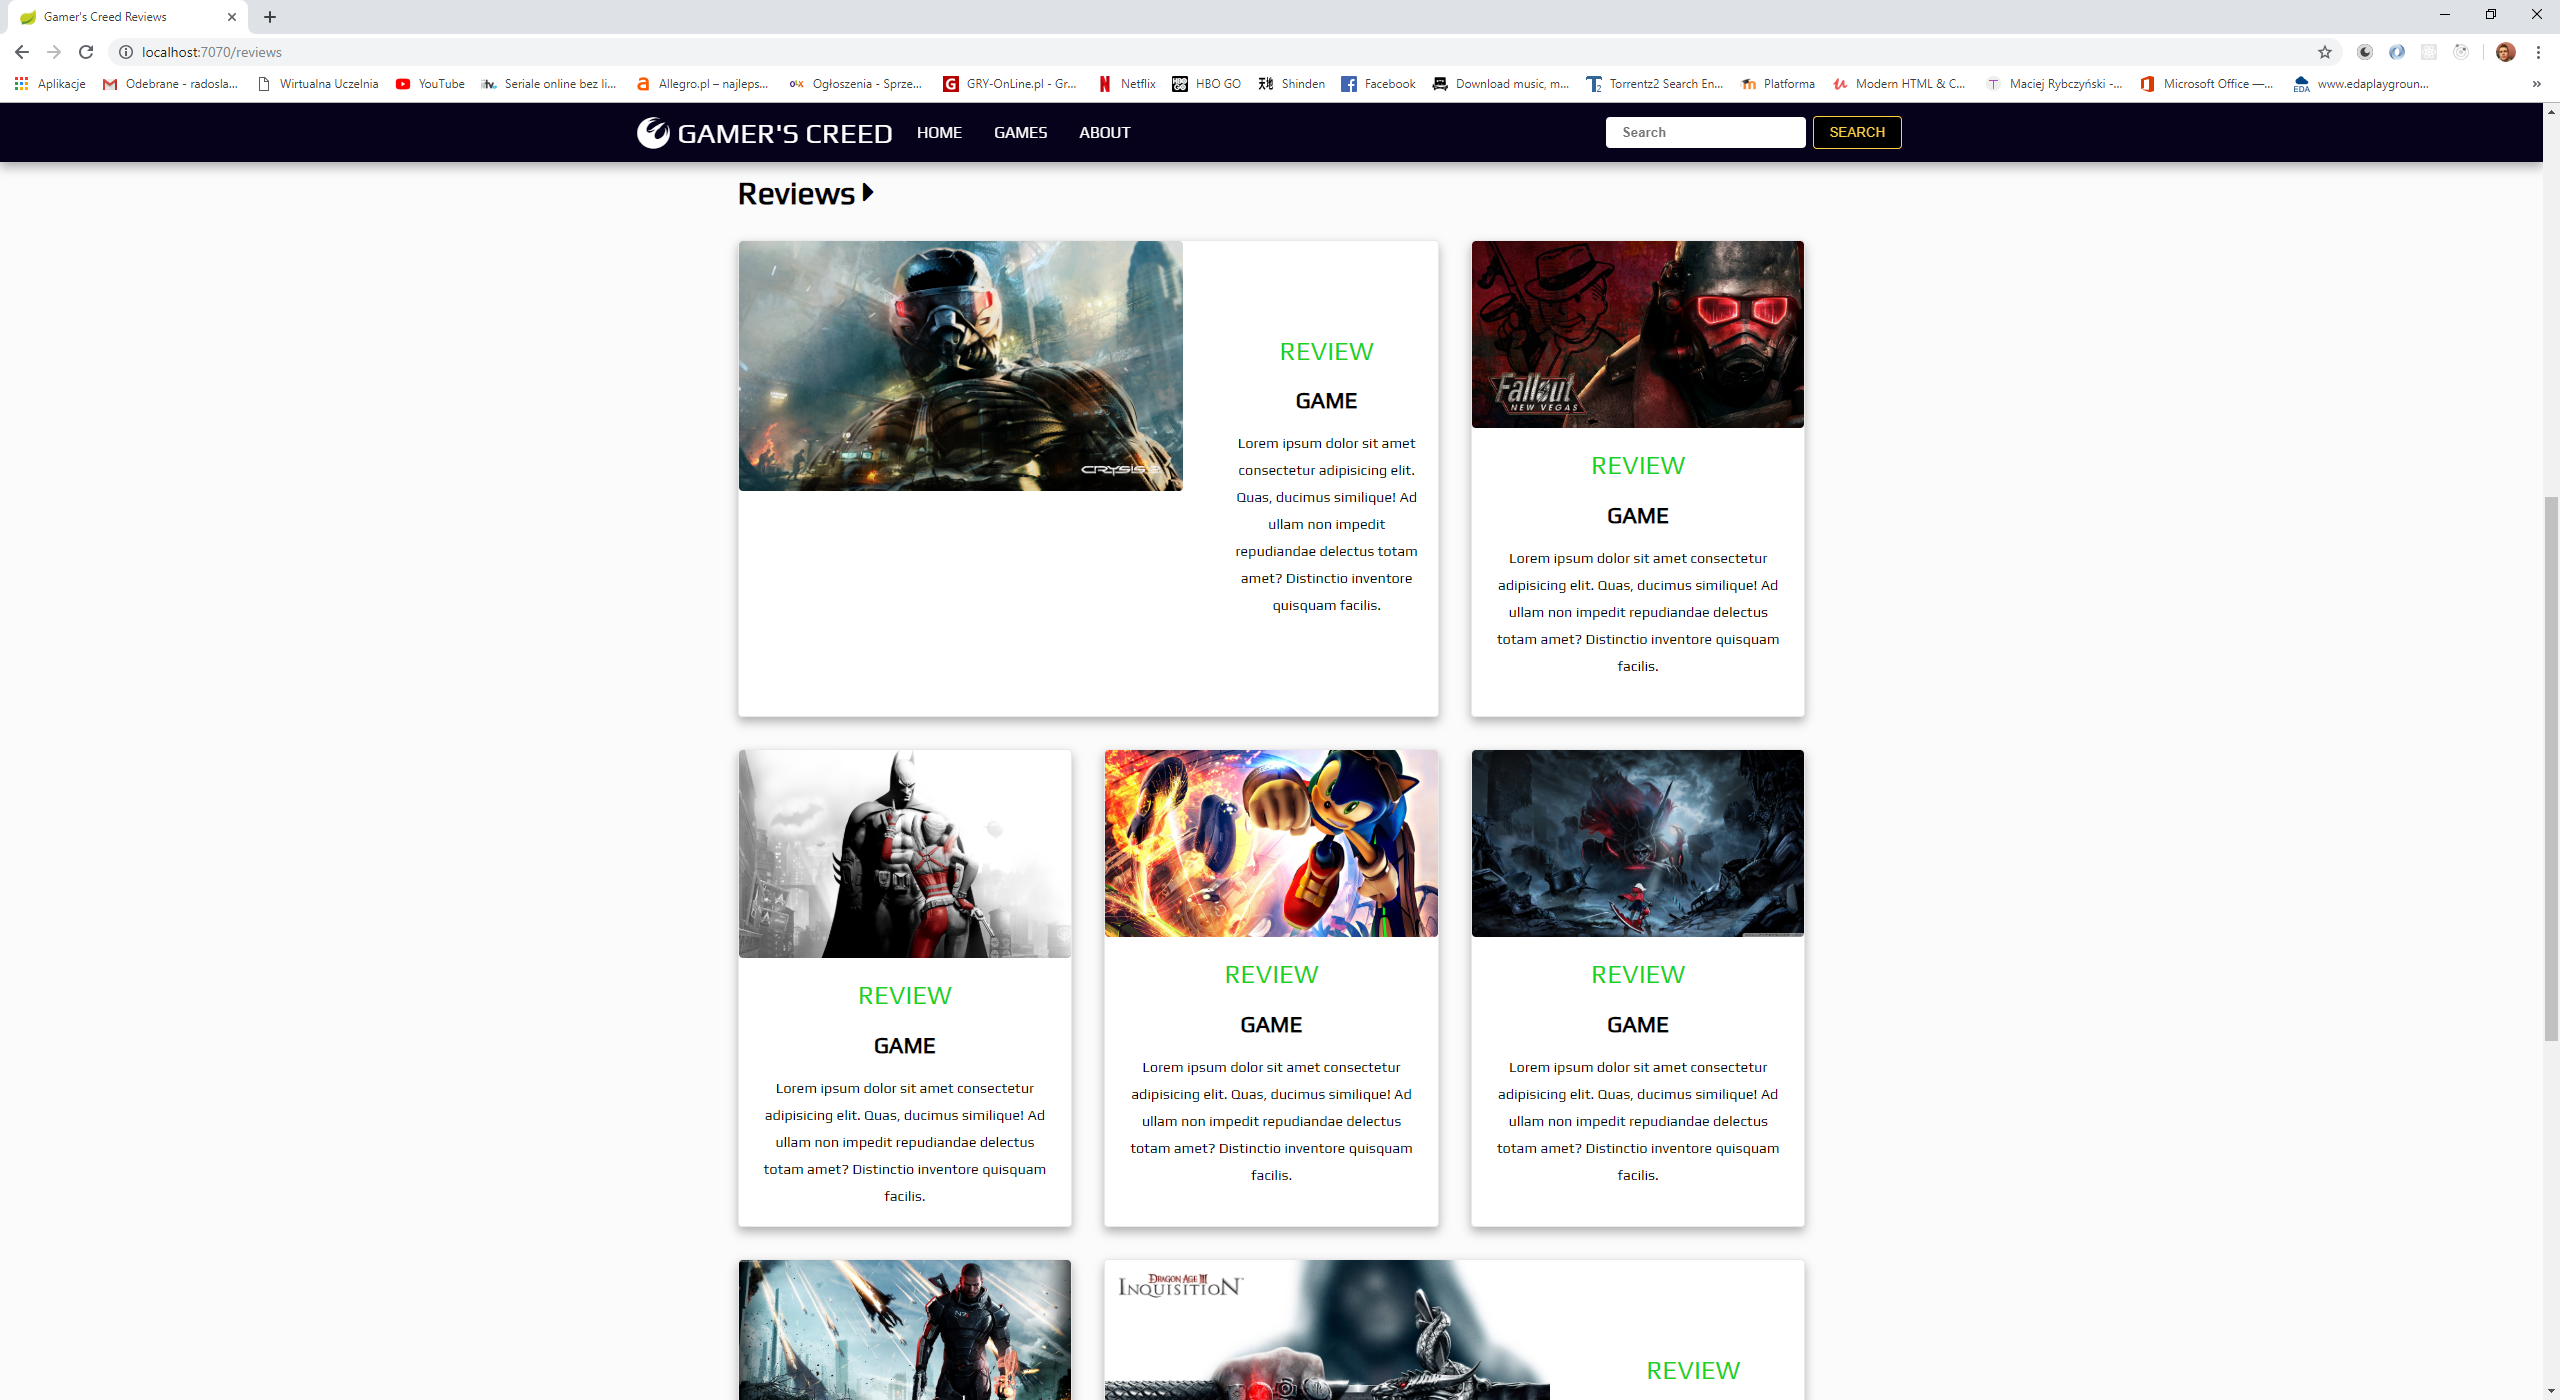 Gamer's Creed Reviews
localhost:7070/reviews
Aplikacje
Odebrane - radosla...
Wirtualna Uczelnia
YouTube
Seriale online bez li...
Allegro.pl – najleps...
Ogłoszenia - Sprze...
GRY-OnLine.pl - Gr...
Netflix
HBO GO
Shinden
Facebook
Download music, m...
Torrentz2 Search En...
Platforma
Modern HTML & C...
Maciej Rybczyński -...
Microsoft Office —...
www.edaplaygroun...
GAMER'S CREED
HOME
GAMES
ABOUT
Search
SEARCH
Reviews
REVIEW
GAME
Lorem ipsum dolor sit amet
consectetur adipisicing elit.
Quas, ducimus similique! Ad
ullam non impedit
repudiandae delectus totam
amet? Distinctio inventore
quisquam facilis.
Fallout
NEW VEGAS
REVIEW
GAME
Lorem ipsum dolor sit amet consectetur
adipisicing elit. Quas, ducimus similique! Ad
ullam non impedit repudiandae delectus
totam amet? Distinctio inventore quisquam
facilis.
REVIEW
GAME
Lorem ipsum dolor sit amet consectetur
adipisicing elit. Quas, ducimus similique! Ad
ullam non impedit repudiandae delectus
totam amet? Distinctio inventore quisquam
facilis.
REVIEW
GAME
Lorem ipsum dolor sit amet consectetur
adipisicing elit. Quas, ducimus similique! Ad
ullam non impedit repudiandae delectus
totam amet? Distinctio inventore quisquam
facilis.
REVIEW
GAME
Lorem ipsum dolor sit amet consectetur
adipisicing elit. Quas, ducimus similique! Ad
ullam non impedit repudiandae delectus
totam amet? Distinctio inventore quisquam
facilis.
N7
DRAGON AGE III
INQUISITION
REVIEW